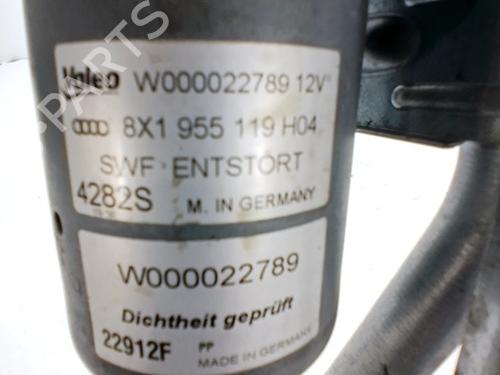 Valeo W000022789 12V
8X1 955 119 H04
SWF ENTSTÖRT
4282S M. IN GERMANY
W000022789
Dichtheit geprüft
22912F PP
MADE IN GERMANY